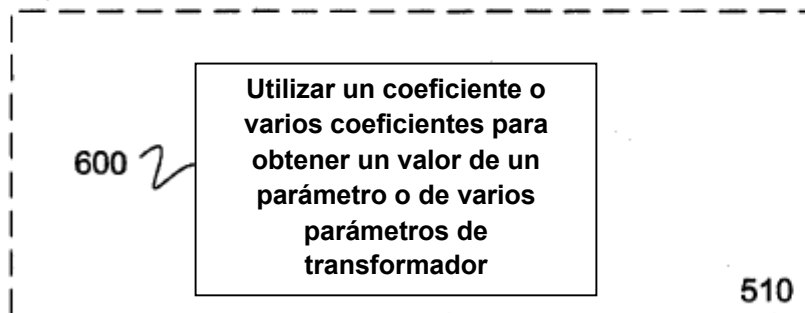 Utilizar un coeficiente o
varios coeficientes para
obtener un valor de un
parámetro o de varios
parámetros de
transformador
600
510